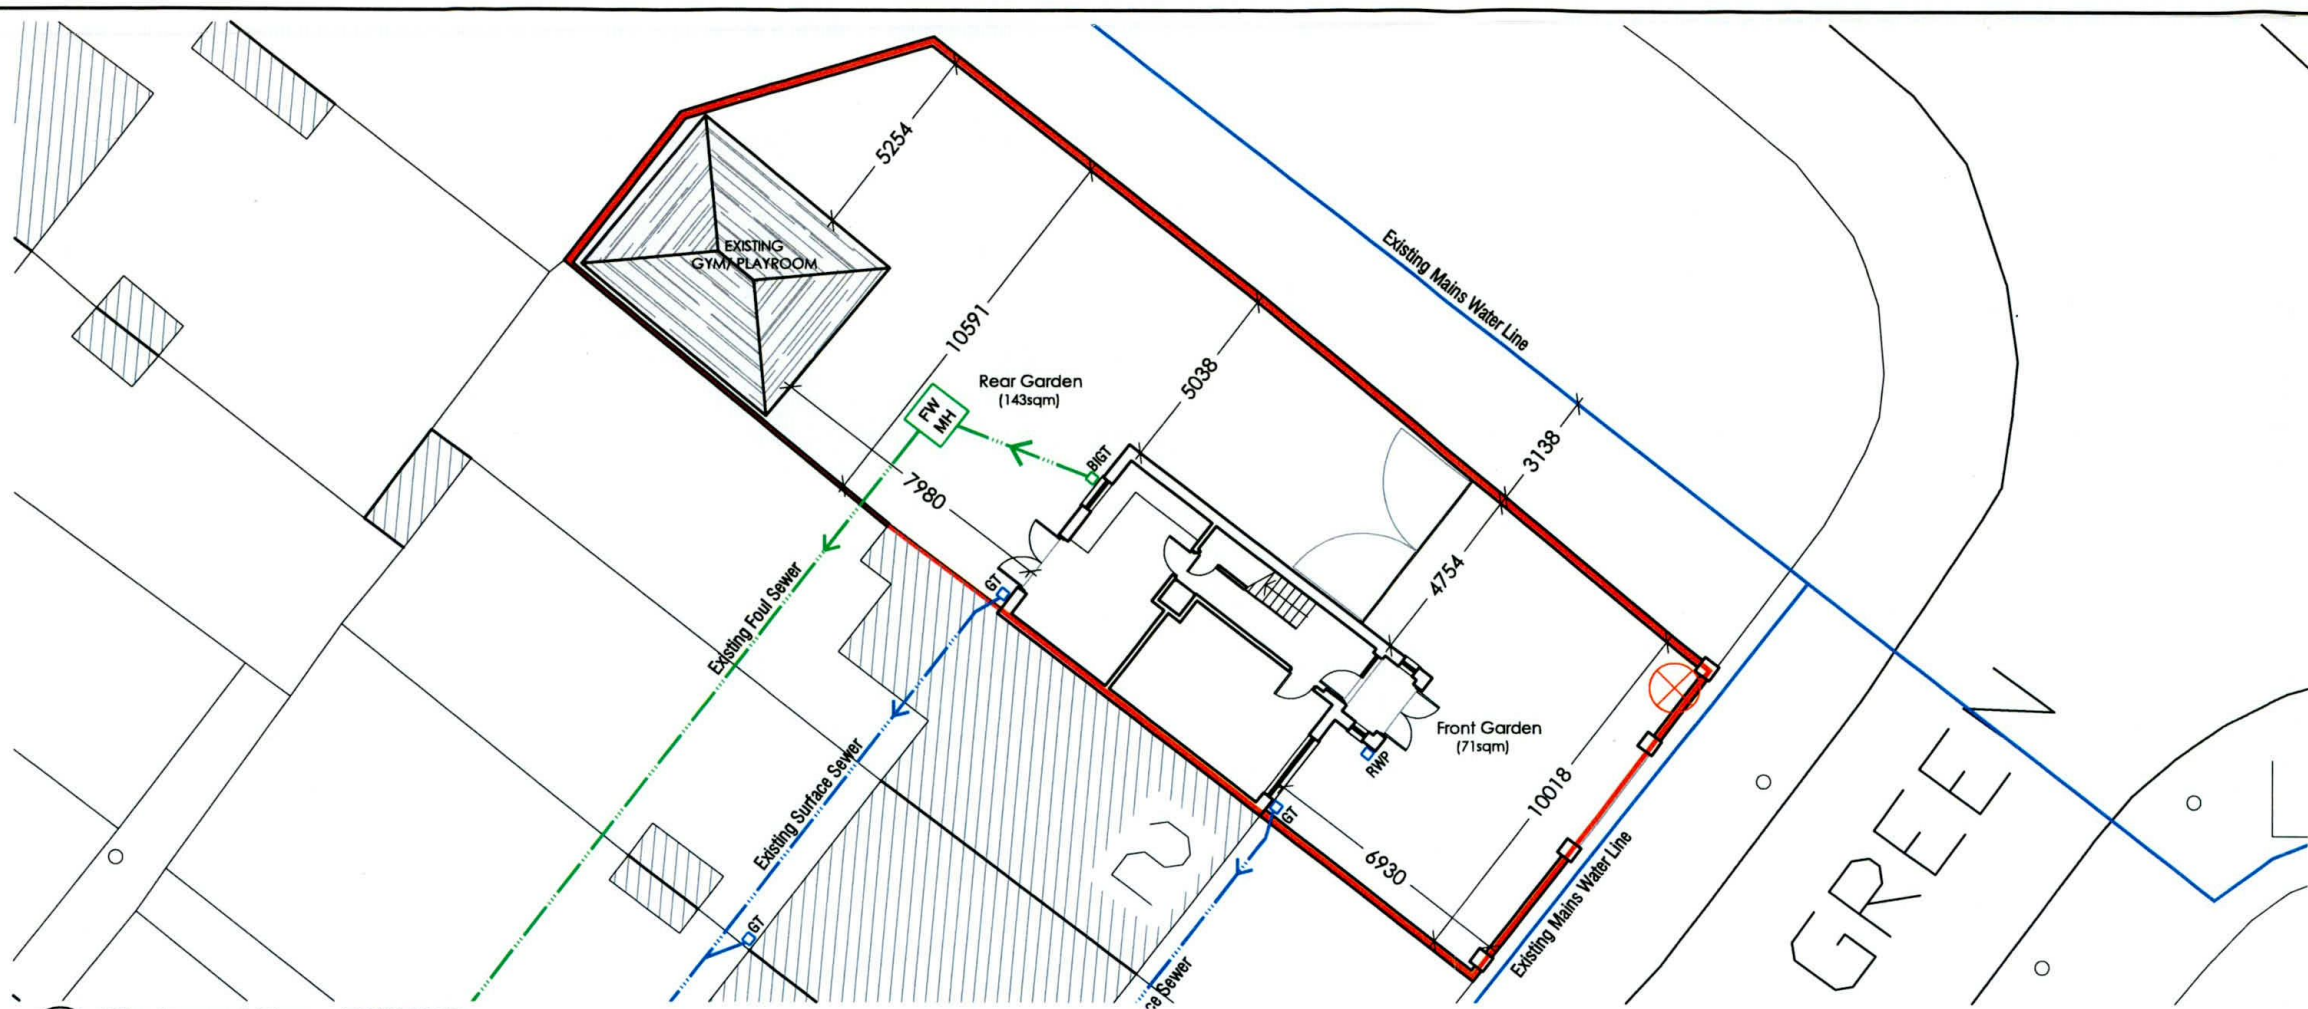 5254
EXISTING
GYM/ PLAYROOM
10591
Existing Mains Water Line
5038
Rear Garden
(143sqm)
FW
MH
BIGT
3138
7980
4754
GT
Existing Foul Sewer
Front Garden
(71sqm)
RWP
10018
GT
Existing Surface Sewer
2
6930
Existing Mains Water Line
GREEN
GT
ce Sewer